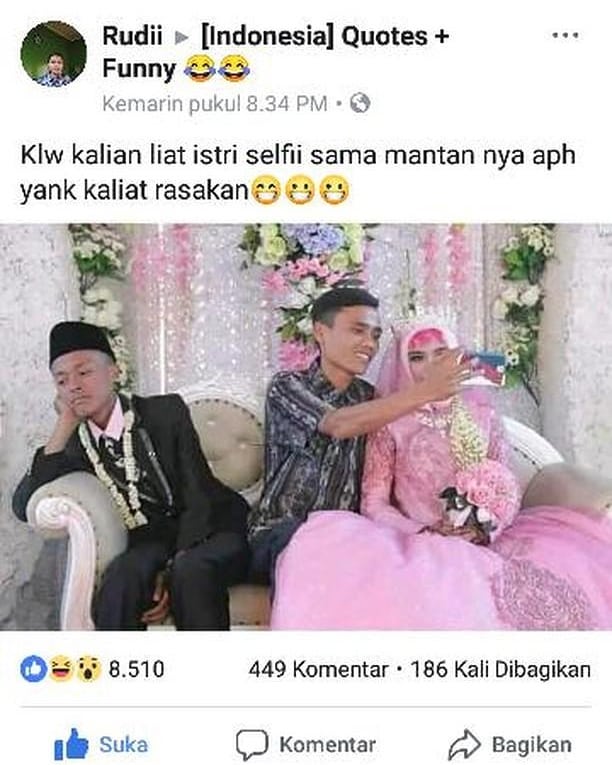 Rudii ▸ [Indonesia] Quotes +
Funny 😂😂
Kemarin pukul 8.34 PM •
Klw kalian liat istri selfii sama mantan nya aph
yank kaliat rasakan😁😀😀
8.510 449 Komentar • 186 Kali Dibagikan
Suka Komentar Bagikan